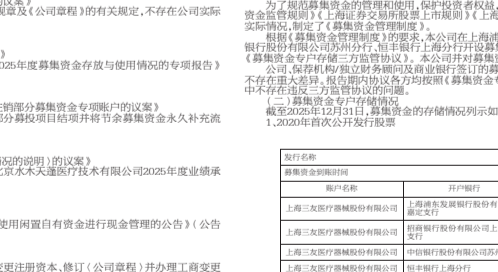 规章及《公司章程》的有关规定,不存在公司实际
》
025年度募集资金存放与使用情况的专项报告》
注销部分募集资金专项账户的议案》
部分募投项目结项并将节余募集资金永久补充流
情况的说明)的议案》
北京水木天蓬医疗技术有限公司2025年度业绩承
使用闲置自有资金进行现金管理的公告》(公告
变更注册资本、修订〈公司章程〉并办理工商变更
为了规范募集资金的管理和使用,保护投资者权益,
资金监管规则》《上海证券交易所股票上市规则》《上海
实际情况,制定了《募集资金管理制度》。
根据《募集资金管理制度》的要求,本公司在上海浦
银行股份有限公司苏州分行、恒丰银行上海分行开设募集
《募集资金专户存储三方监管协议》。本公司并对募集资
公司、保荐机构/独立财务顾问及商业银行签订的募
不存在重大差异。报告期内协议各方均按照《募集资金专
中不存在违反三方监管协议的问题。
(二)募集资金专户存储情况
截至2025年12月31日,募集资金的存储情况列示如
1、2020年首次公开发行股票
发行名称
募集资金到账时间
账户名称 开户银行
上海三友医疗器械股份有限公司 上海浦东发展银行股份有
嘉定支行
上海三友医疗器械股份有限公司 招商银行股份有限公司上
支行
上海三友医疗器械股份有限公司 中信银行股份有限公司苏州
上海三友医疗器械股份有限公司 恒丰银行上海分行